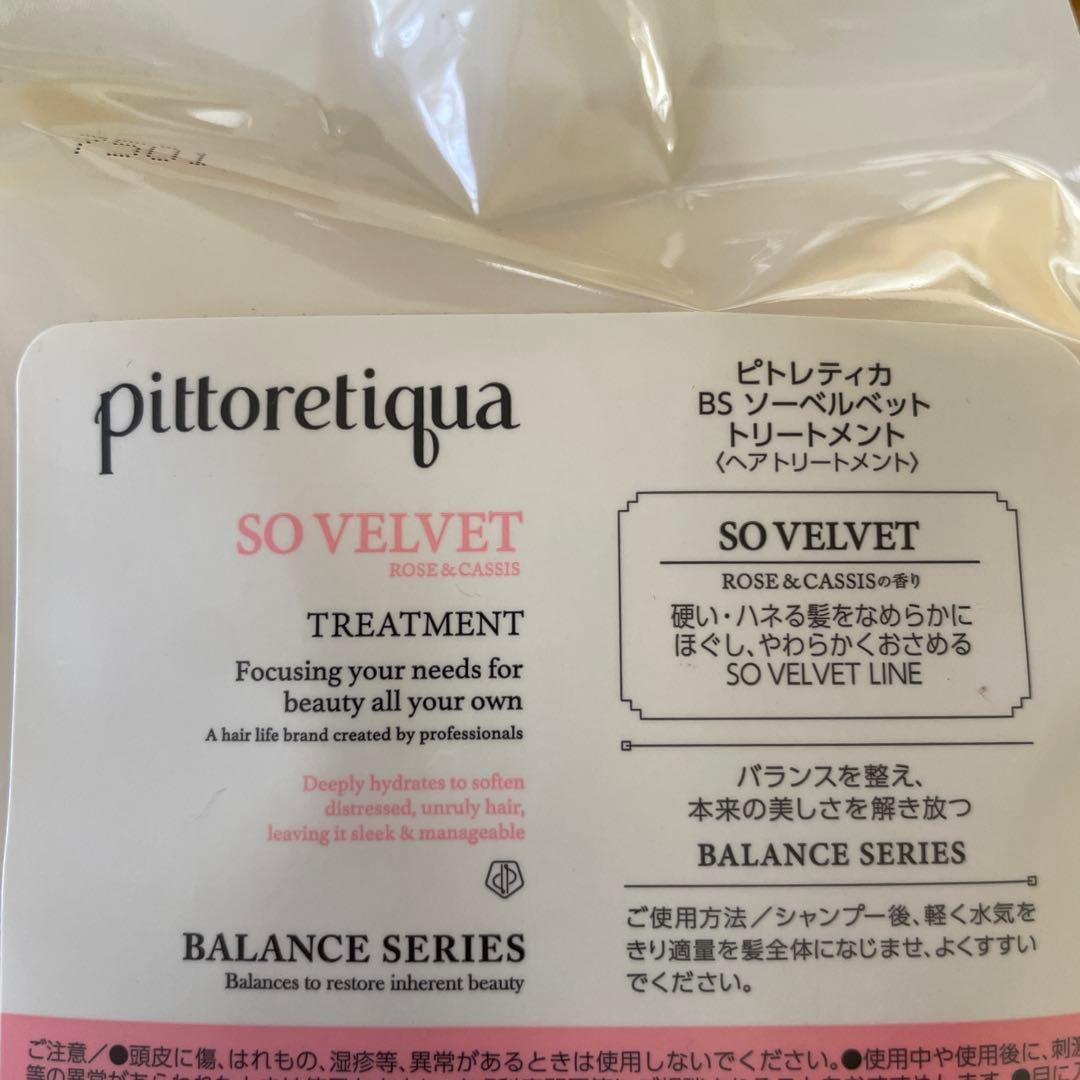 7501
pittoretiqua
SO VELVET
ROSE & CASSIS
TREATMENT
Focusing your needs for
beauty all your own
A hair life brand created by professionals
Deeply hydrates to soften
distressed, unruly hair,
leaving it sleek & manageable
BALANCE SERIES
Balances to restore inherent beauty
ピトレティカ
BS ソーベルベット
トリートメント
〈ヘアトリートメント〉
SO VELVET
ROSE & CASSISの香り
硬い・ハネる髪をなめらかに
ほぐし、やわらかくおさめる
SO VELVET LINE
バランスを整え、
本来の美しさを解き放つ
BALANCE SERIES
ご使用方法／シャンプー後、軽く水気を
きり適量を髪全体になじませ、よくすすい
でください。
ご注意／●頭皮に傷、はれもの、湿疹等、異常があるときは使用しないでください。●使用中や使用後に、刺激